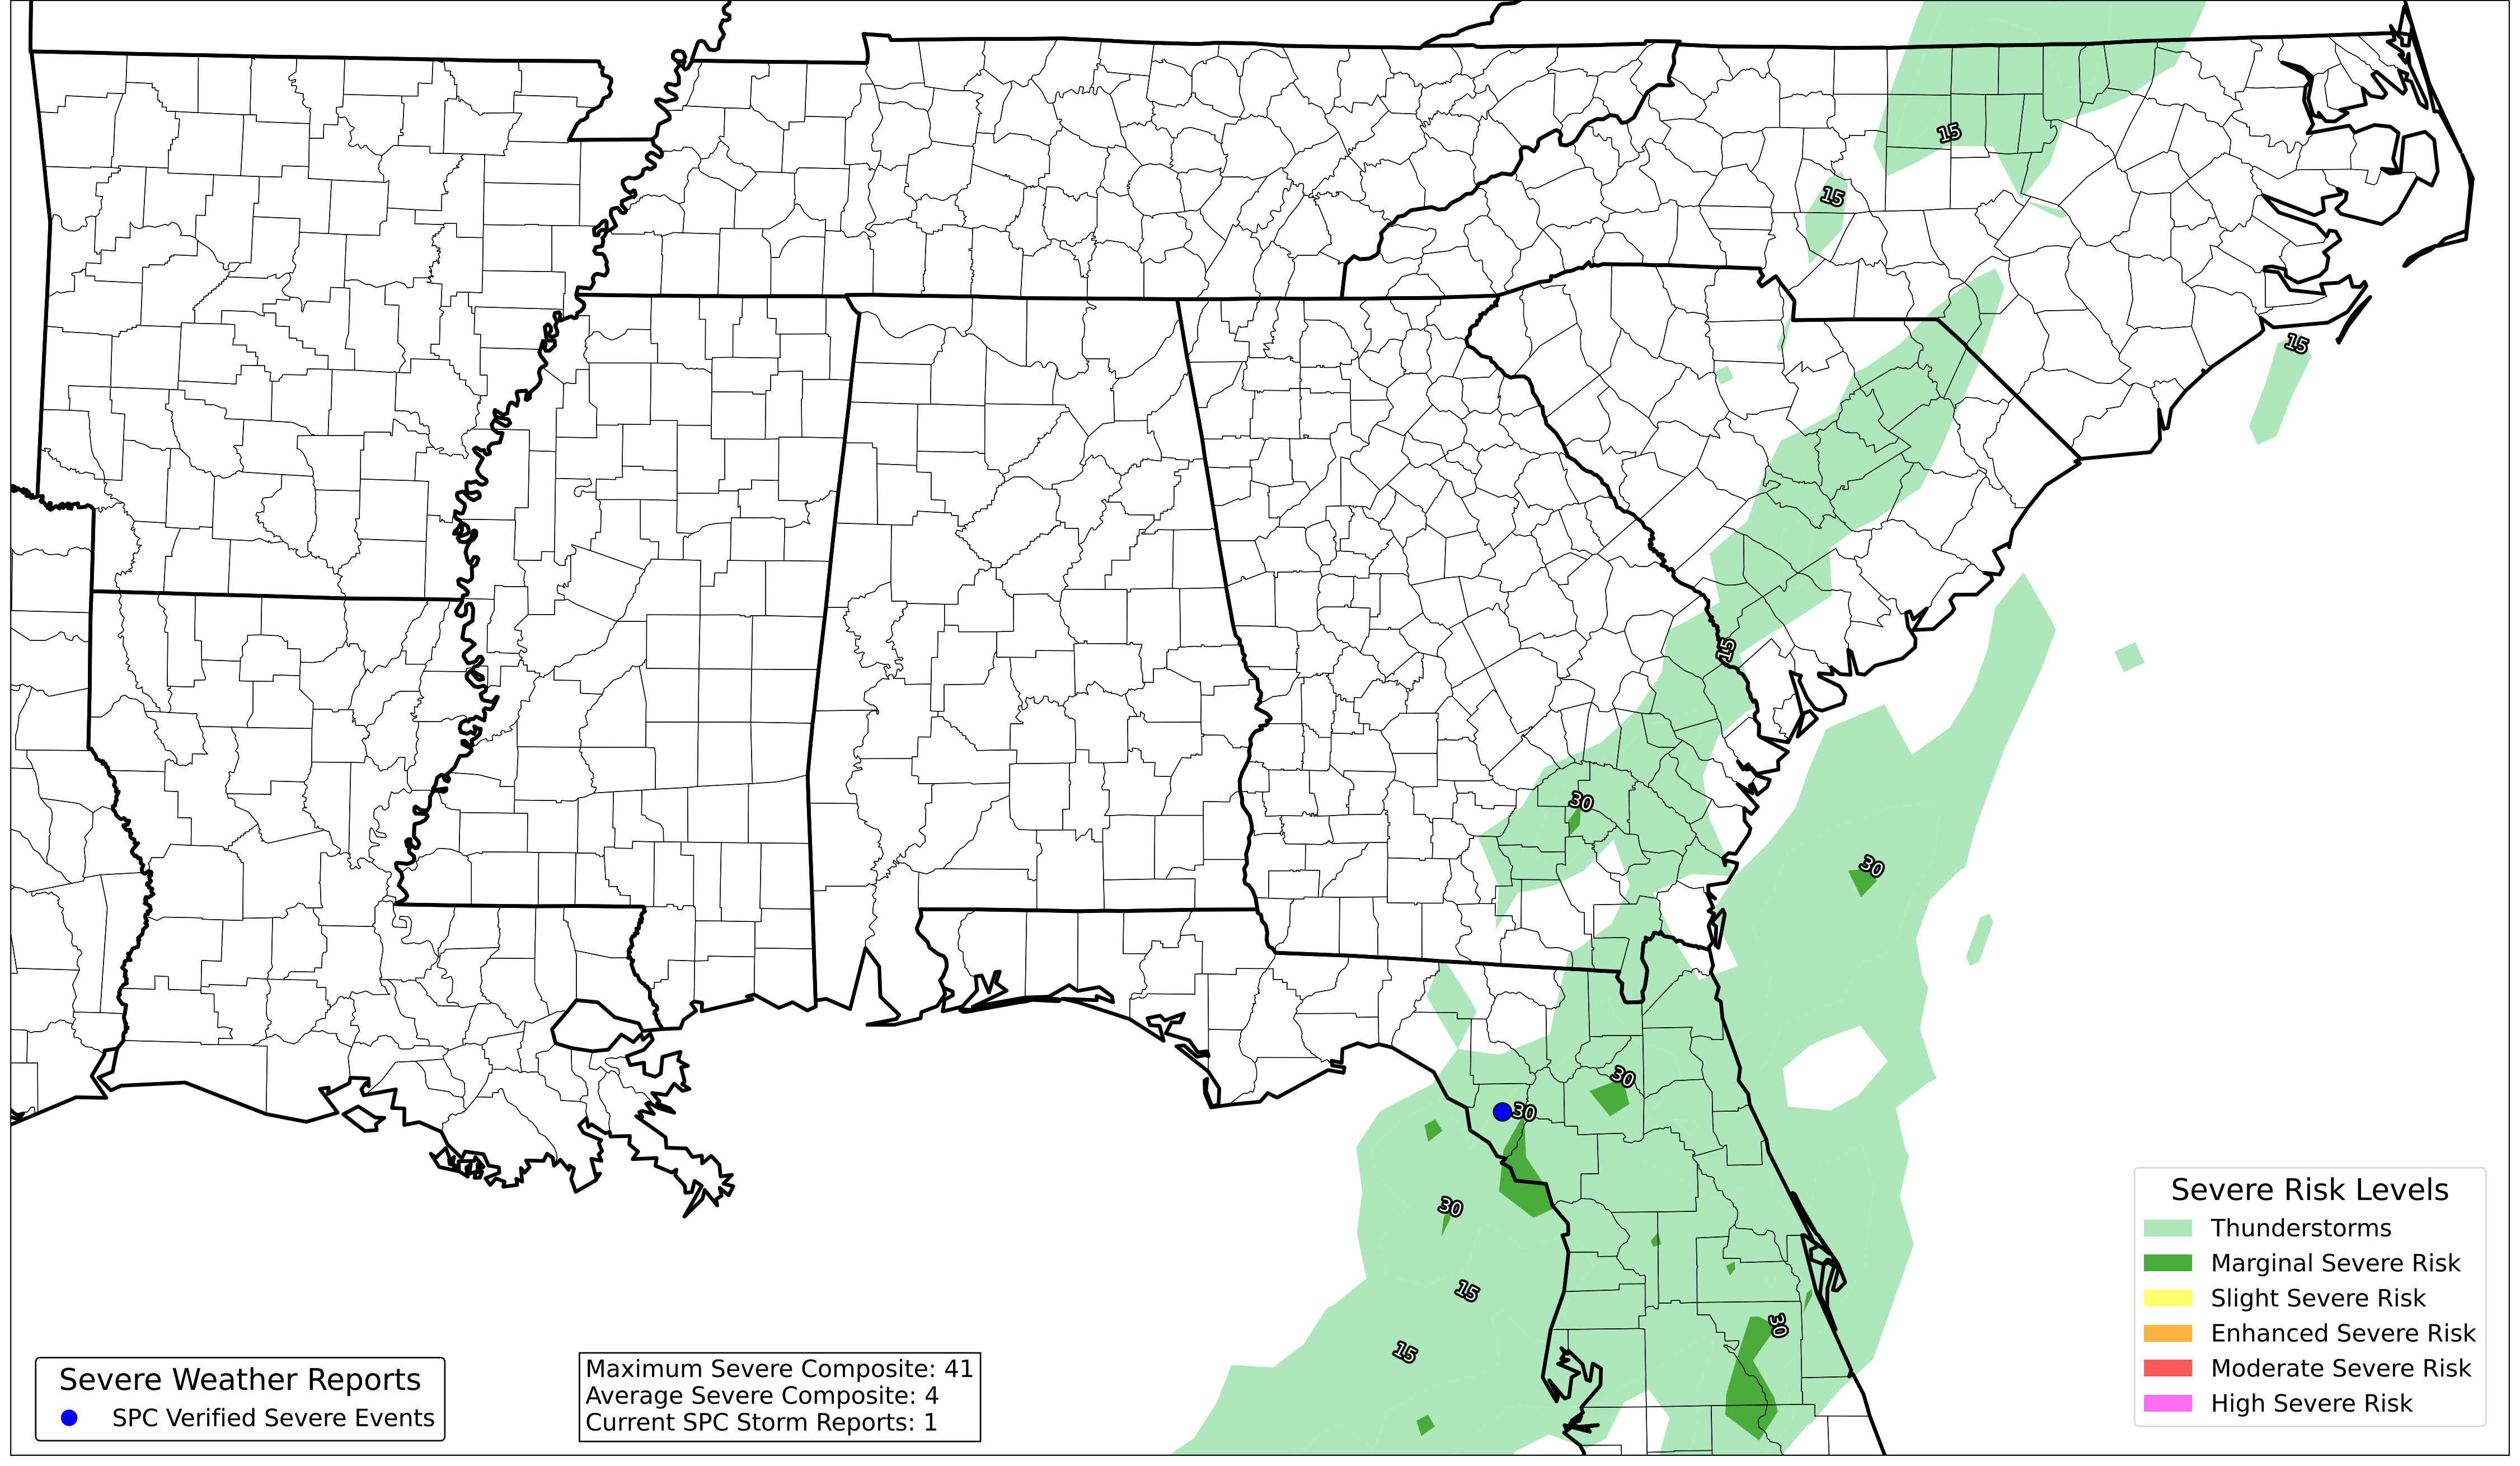 15
15
15
15
30
30
30
30
30
15
30
15
Severe Risk Levels
Thunderstorms
Marginal Severe Risk
Slight Severe Risk
Enhanced Severe Risk
Moderate Severe Risk
High Severe Risk
Severe Weather Reports
SPC Verified Severe Events
Maximum Severe Composite: 41
Average Severe Composite: 4
Current SPC Storm Reports: 1